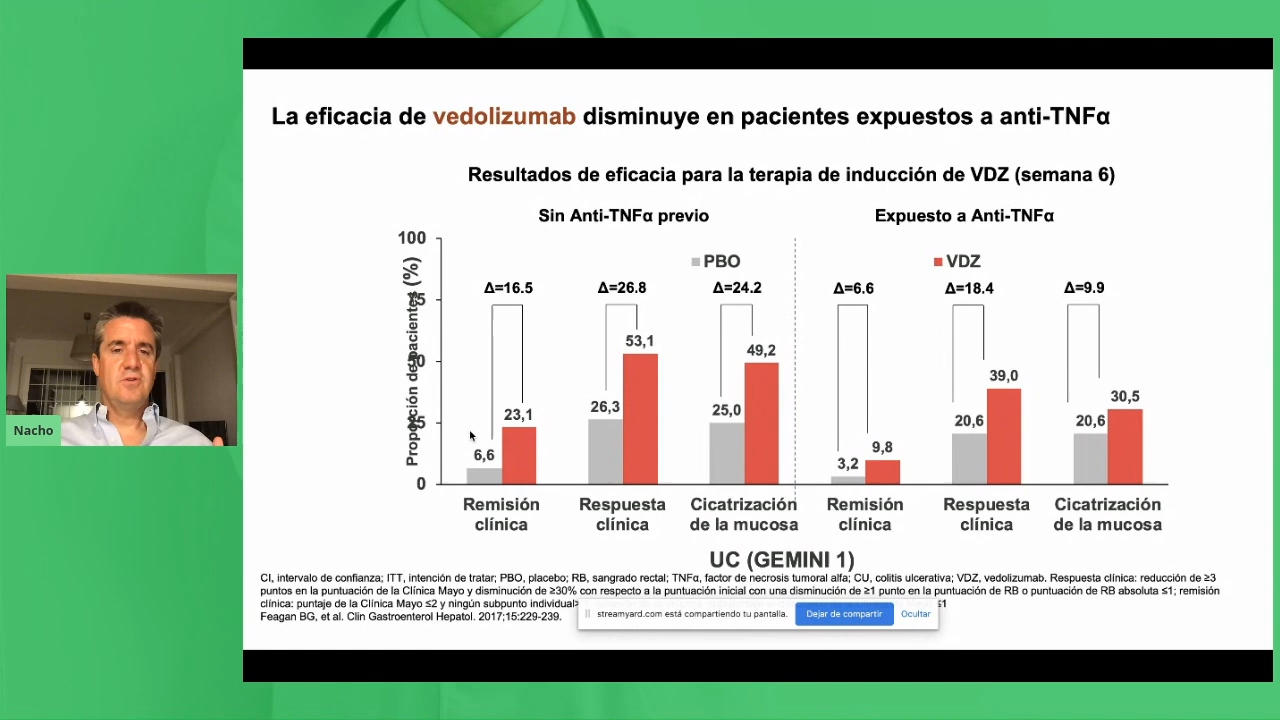 La eficacia de vedolizumab disminuye en pacientes expuestos a anti-TNFα
Resultados de eficacia para la terapia de inducción de VDZ (semana 6)
Sin Anti-TNFα previo
Expuesto a Anti-TNFα
Proporción de pacientes (%)
100
75
50
25
0
PBO
VDZ
Δ=16.5
Δ=26.8
Δ=24.2
Δ=6.6
Δ=18.4
Δ=9.9
6,6
23,1
26,3
53,1
25,0
49,2
3,2
9,8
20,6
39,0
20,6
30,5
Remisión
clínica
Respuesta
clínica
Cicatrización
de la mucosa
Remisión
clínica
Respuesta
clínica
Cicatrización
de la mucosa
UC (GEMINI 1)
CI, intervalo de confianza; ITT, intención de tratar; PBO, placebo; RB, sangrado rectal; TNFα, factor de necrosis tumoral alfa; CU, colitis ulcerativa; VDZ, vedolizumab. Respuesta clínica: reducción de ≥3
puntos en la puntuación de la Clínica Mayo y disminución de ≥30% con respecto a la puntuación inicial con una disminución de ≥1 punto en la puntuación de RB o puntuación de RB absoluta ≤1; remisión
clínica: puntaje de la Clínica Mayo ≤2 y ningún subpunto individual> ≤1
Feagan BG, et al. Clin Gastroenterol Hepatol. 2017;15:229-239.
streamyard.com está compartiendo tu pantalla.
Dejar de compartir
Ocultar
Nacho